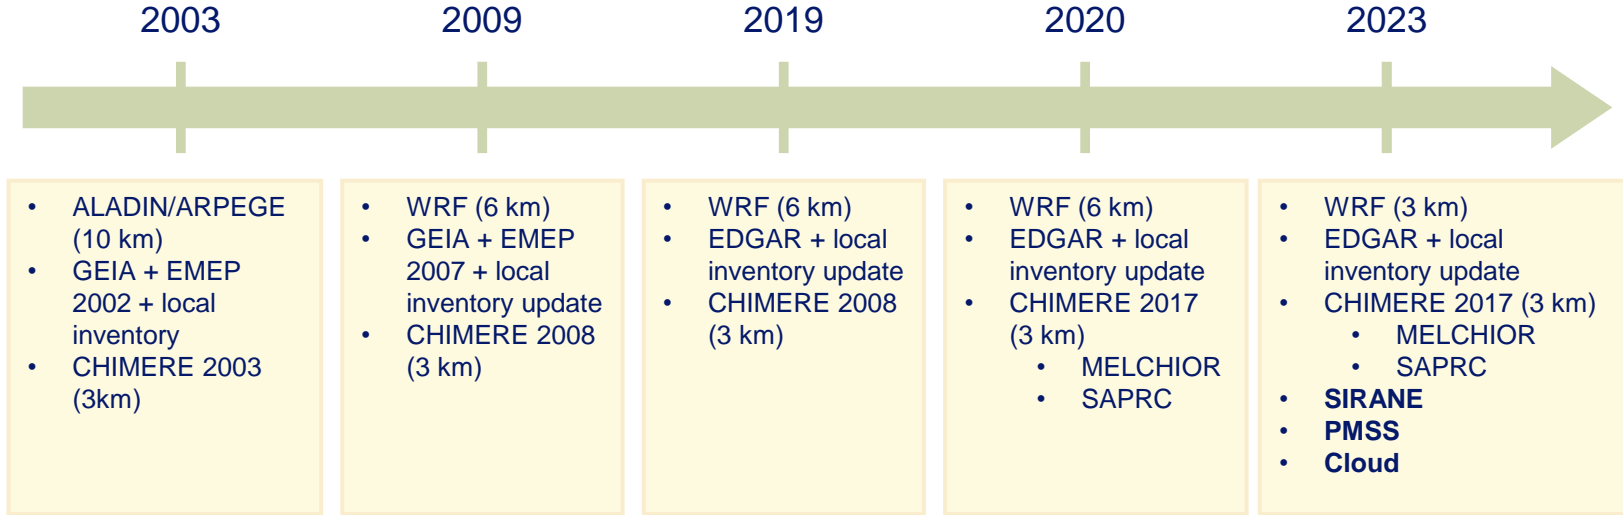 2003
2009
2019
2020
2023
• ALADIN/ARPEGE
(10 km)
• GEIA + EMEP
2002 + local
inventory
• CHIMERE 2003
(3km)
• WRF (6 km)
• GEIA + EMEP
2007 + local
inventory update
• CHIMERE 2008
(3 km)
• WRF (6 km)
• EDGAR + local
inventory update
• CHIMERE 2008
(3 km)
• WRF (6 km)
• EDGAR + local
inventory update
• CHIMERE 2017
(3 km)
• MELCHIOR
• SAPRC
• WRF (3 km)
• EDGAR + local
inventory update
• CHIMERE 2017 (3 km)
• MELCHIOR
• SAPRC
• SIRANE
• PMSS
• Cloud